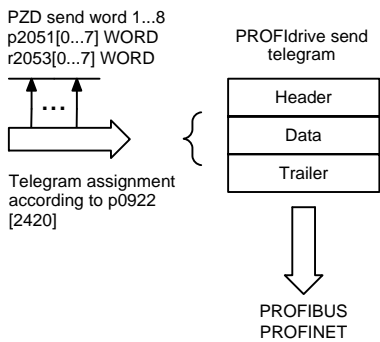 PZD send word 1...8
p2051[0...7] WORD
r2053[0...7] WORD
...
Telegram assignment
according to p0922
[2420]
PROFIdrive send
telegram
Header
Data
Trailer
PROFIBUS
PROFINET